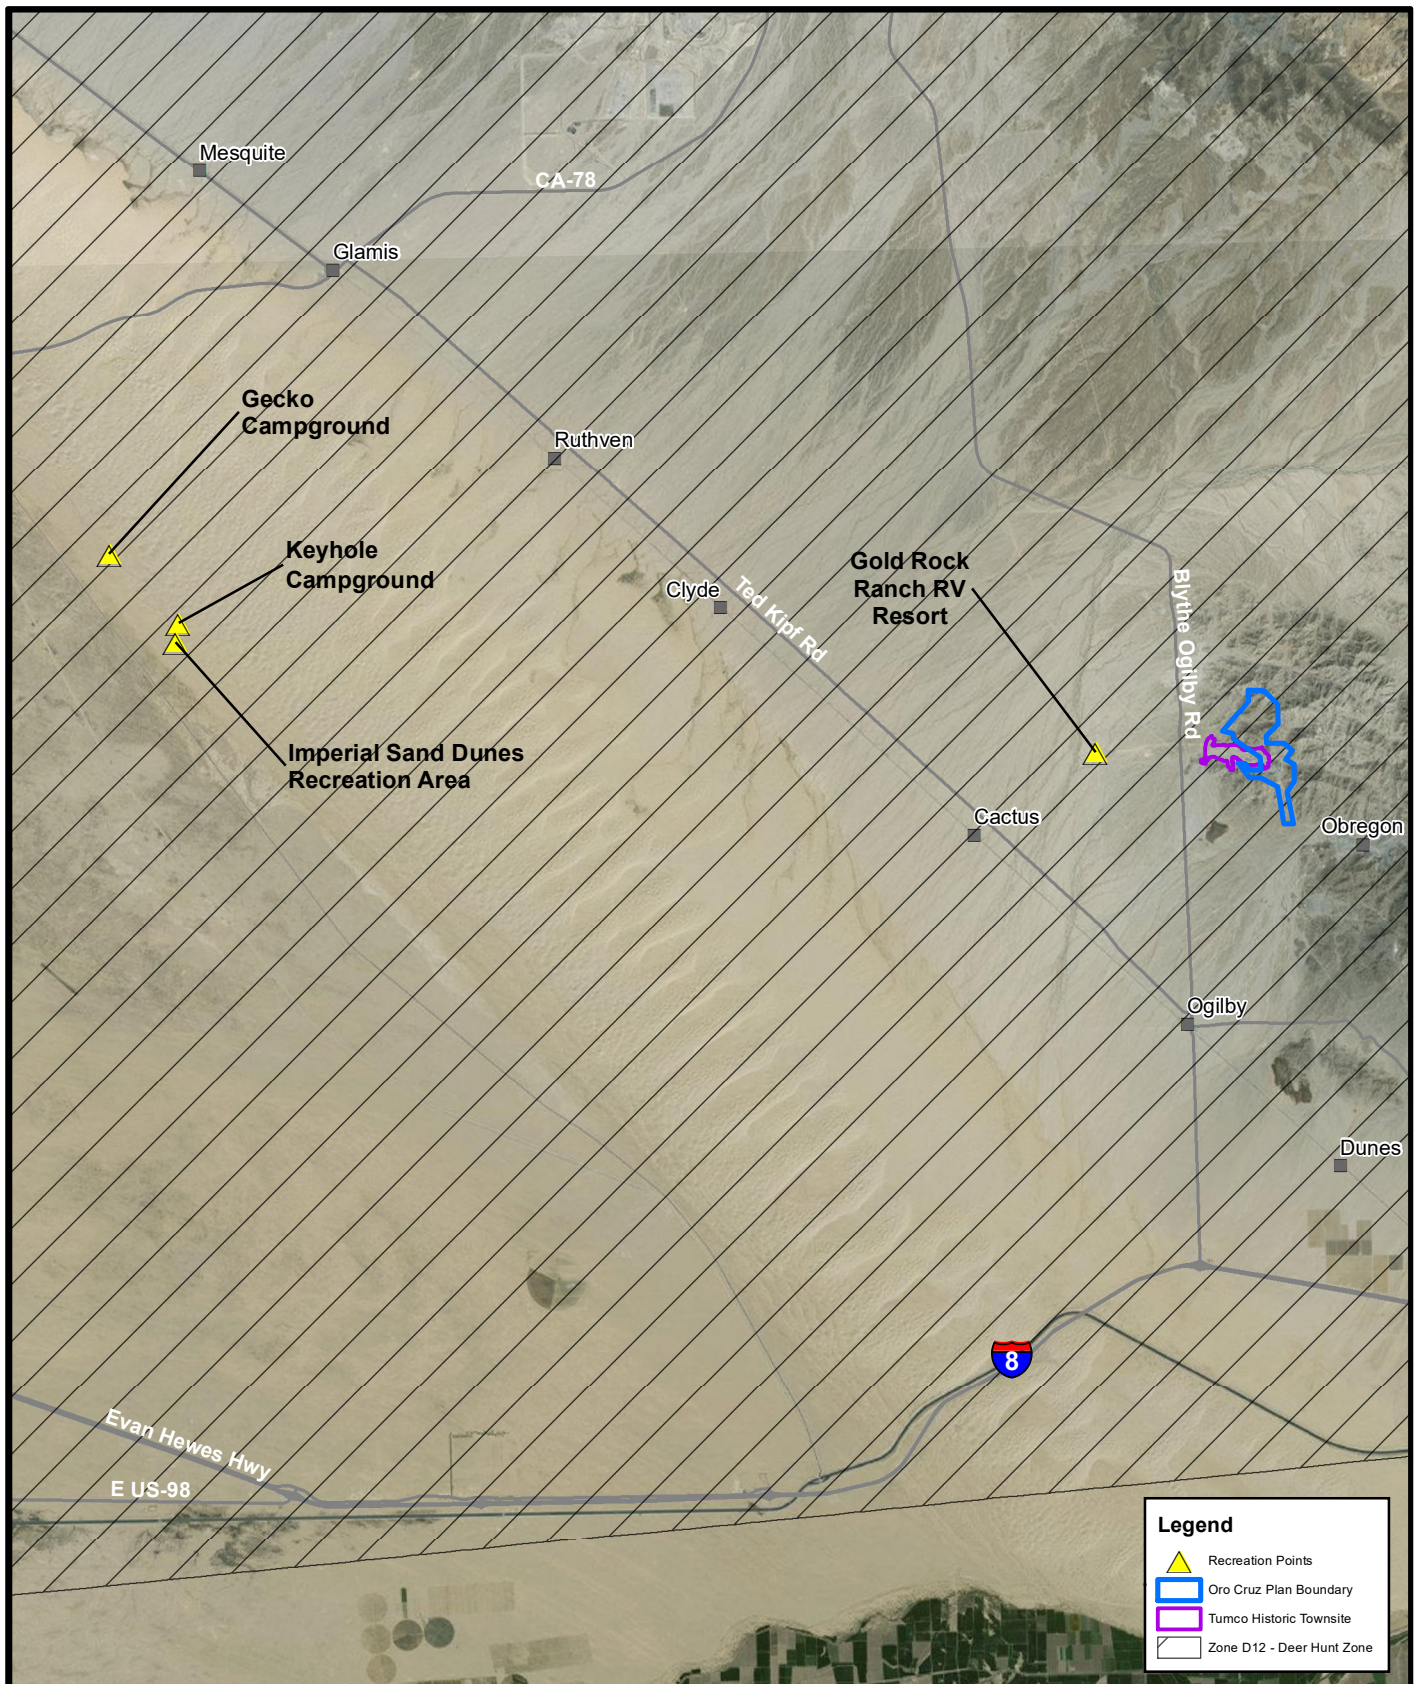 Mesquite
CA-78
Glamis
Gecko
Campground
Ruthven
Keyhole
Campground
Gold Rock
Ranch RV
Resort
Clyde
Ted Kipf Rd
Blythe Ogilby Rd
Imperial Sand Dunes
Recreation Area
Cactus
Obregon
Ogilby
Dunes
8
Evan Hewes Hwy
E US-98
Legend
Recreation Points
Oro Cruz Plan Boundary
Tumco Historic Townsite
Zone D12 - Deer Hunt Zone